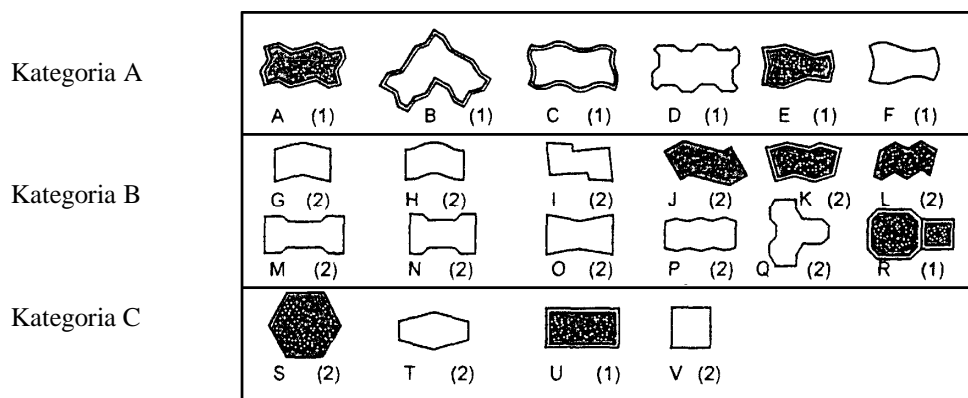 Kategoria A
A (1) B (1) C (1) D (1) E (1) F (1)
Kategoria B
G (2) H (2) I (2) J (2) K (2) L (2)
M (2) N (2) O (2) P (2) Q (2) R (1)
Kategoria C
S (2) T (2) U (1) V (2)